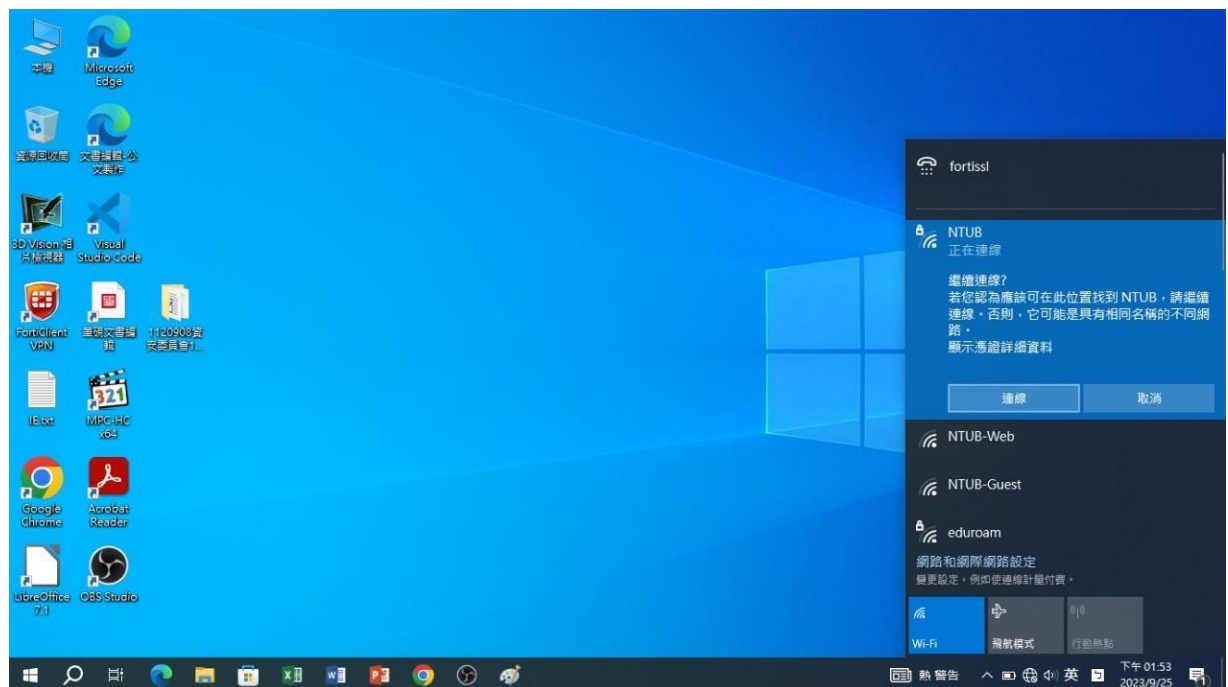 本機
Microsoft
Edge
資源回收筒
文書編輯-公
文製作
3D Vision 相
片檢視器
Visual
Studio Code
FortiClient
VPN
筆硯文書編
輯
1120908資
安委員會1...
IE.txt
MPC-HC
x64
Google
Chrome
Acrobat
Reader
LibreOffice
7.1
OBS Studio
fortissl
NTUB
正在連線
繼續連線?
若您認為應該可在此位置找到 NTUB，請繼續
連線。否則，它可能是具有相同名稱的不同網
路。
顯示憑證詳細資料
連線
取消
NTUB-Web
NTUB-Guest
eduroam
網路和網際網路設定
變更設定，例如使連線計量付費。
Wi-Fi
飛航模式
行動熱點
熱 警告
英
下午 01:53
2023/9/25
1